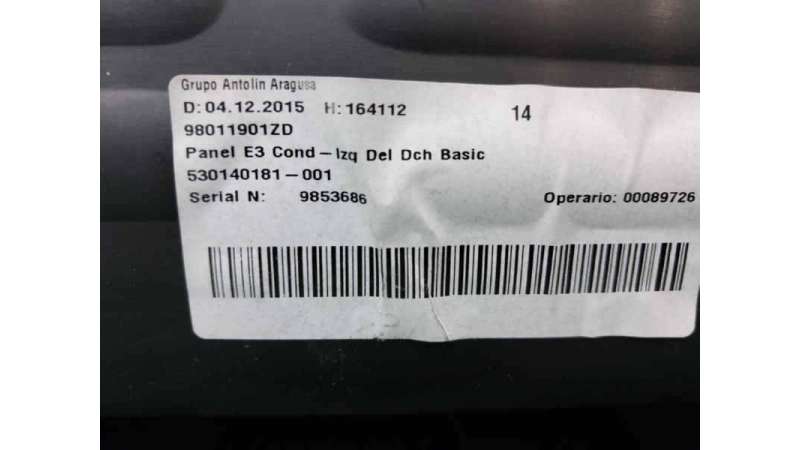 Grupo Antolin Aragusa
D: 04.12.2015 H: 164112 14
98011901ZD
Panel E3 Cond-Izq Del Dch Basic
530140181-001
Serial N: 9853686 Operario: 00089726